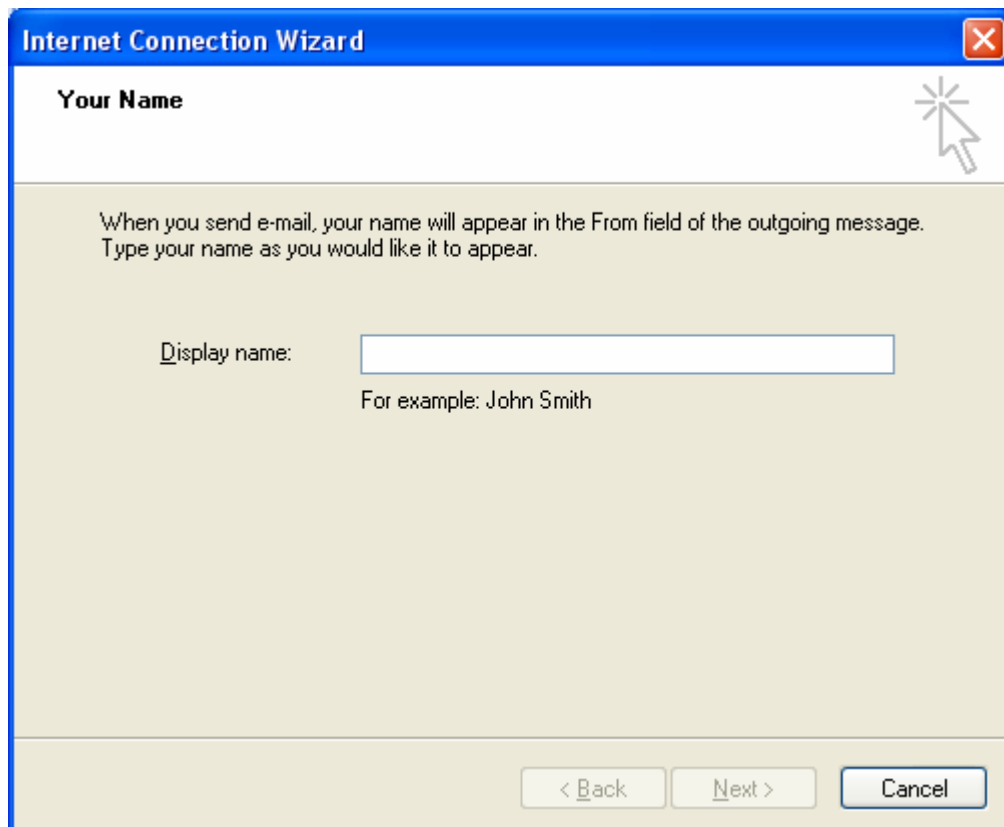 Internet Connection Wizard
Your Name
When you send e-mail, your name will appear in the From field of the outgoing message.
Type your name as you would like it to appear.
Display name:
For example: John Smith
< Back Next > Cancel